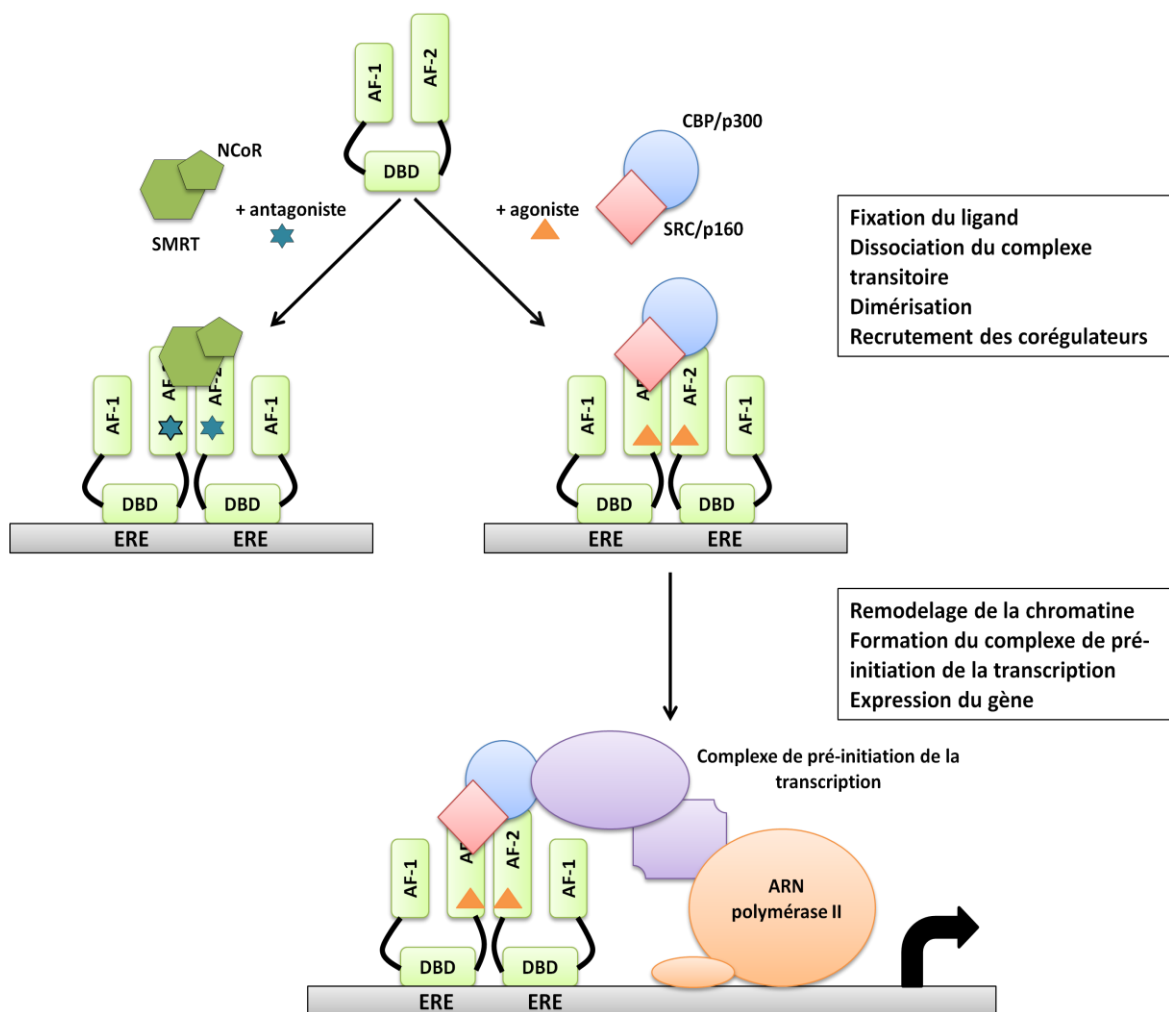 AF-1
AF-2
DBD
NCoR
SMRT
+ antagoniste
+ agoniste
CBP/p300
SRC/p160
Fixation du ligand
Dissociation du complexe
transitoire
Dimérisation
Recrutement des corégulateurs
AF-1
AF-2
AF-1
DBD
DBD
ERE
ERE
AF-1
AF
AF-2
AF-1
DBD
DBD
ERE
ERE
Remodelage de la chromatine
Formation du complexe de pré-
initiation de la transcription
Expression du gène
Complexe de pré-initiation de la
transcription
AF-1
AF-2
AF-1
ARN
polymérase II
DBD
DBD
ERE
ERE